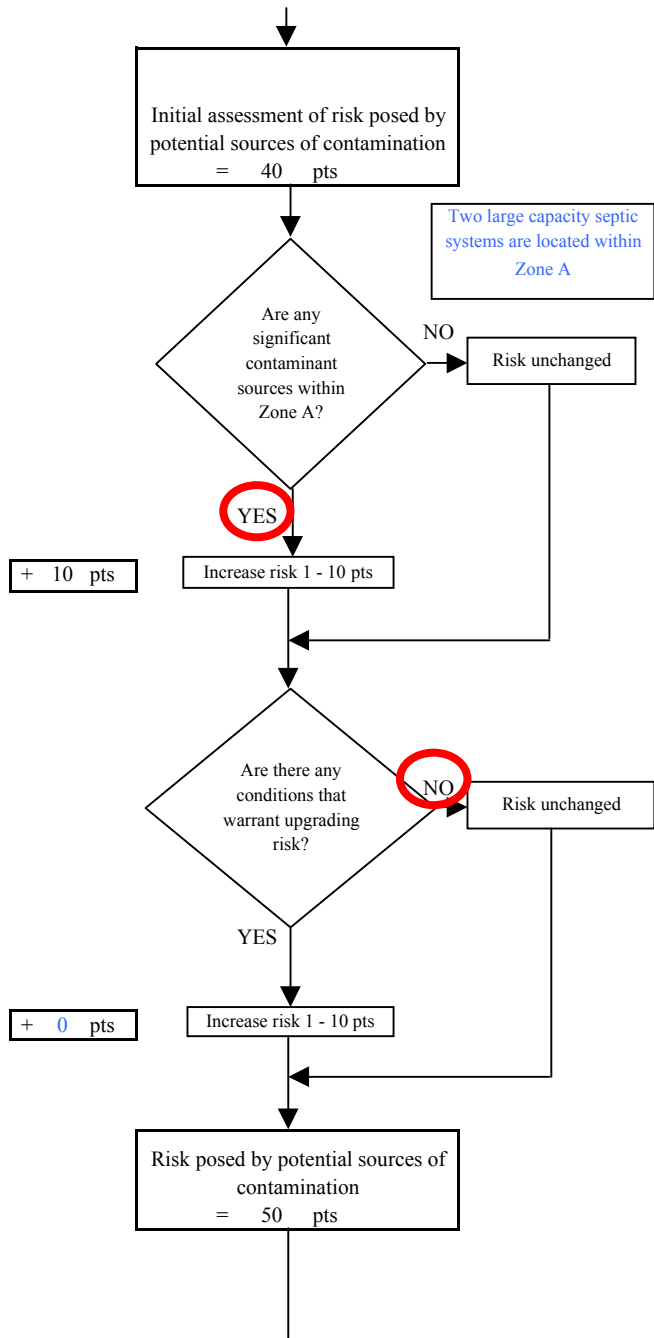 Initial assessment of risk posed by
potential sources of contamination
= 40 pts
Two large capacity septic
systems are located within
Zone A
Are any
significant
contaminant
sources within
Zone A?
NO
Risk unchanged
YES
+ 10 pts
Increase risk 1 - 10 pts
Are there any
conditions that
warrant upgrading
risk?
NO
Risk unchanged
YES
+ 0 pts
Increase risk 1 - 10 pts
Risk posed by potential sources of
contamination
= 50 pts